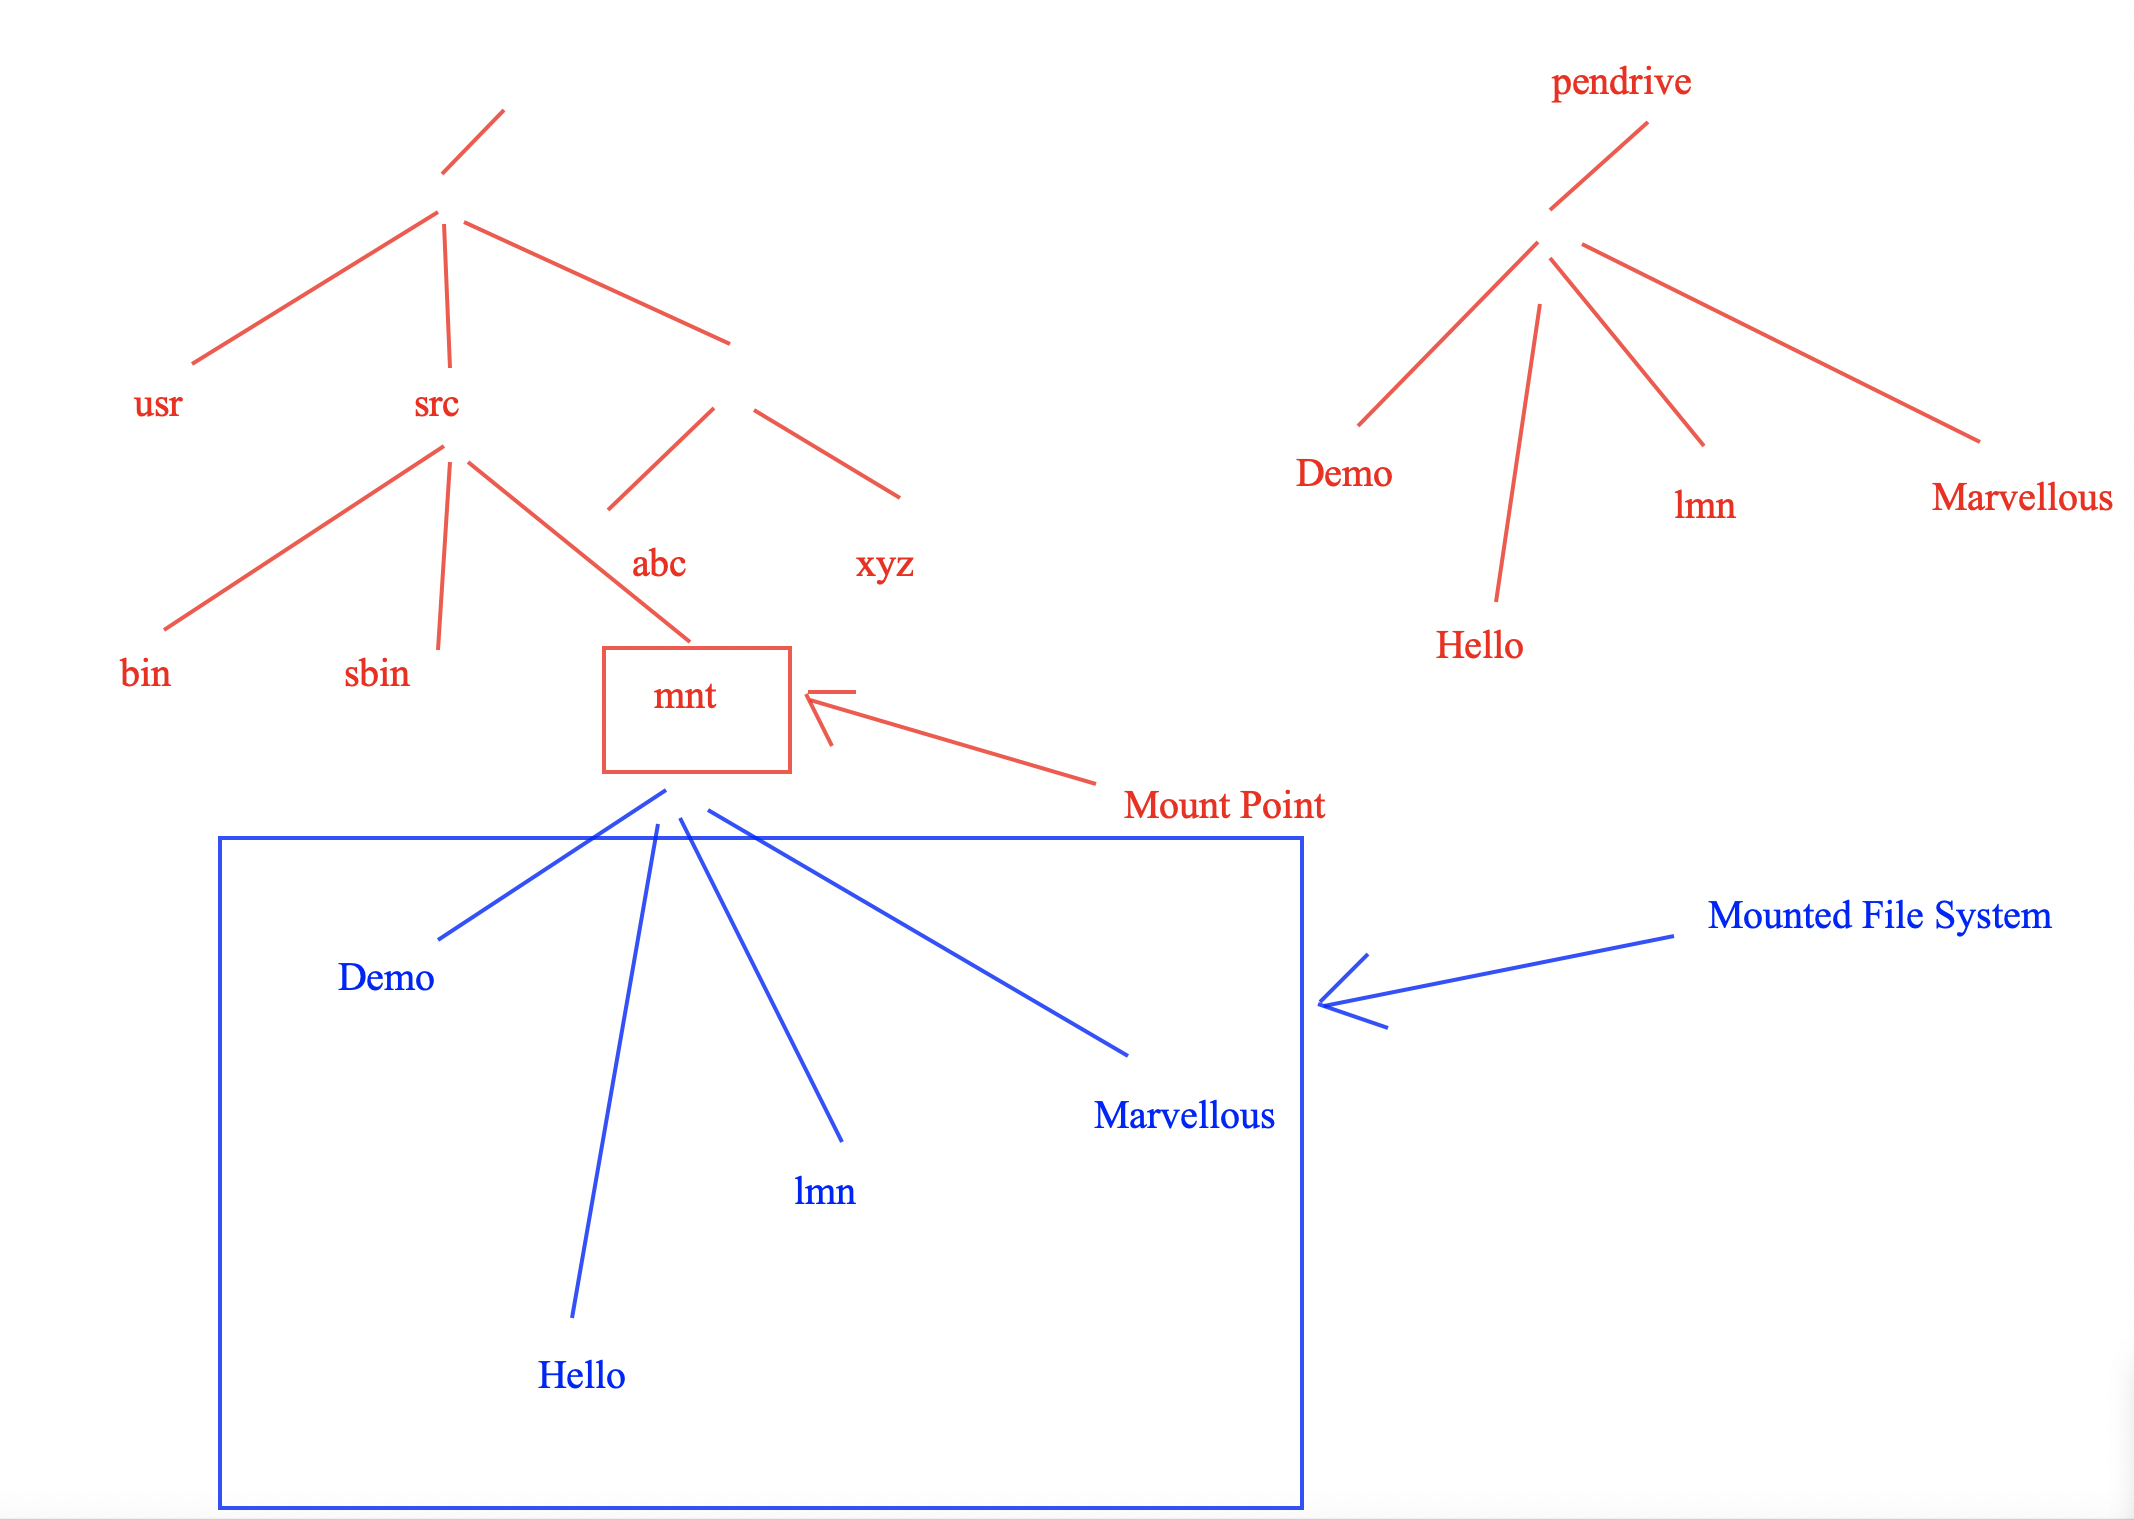 pendrive
usr
src
Demo
lmn
Marvellous
abc
xyz
Hello
bin
sbin
mnt
Mount Point
Mounted File System
Demo
Marvellous
lmn
Hello